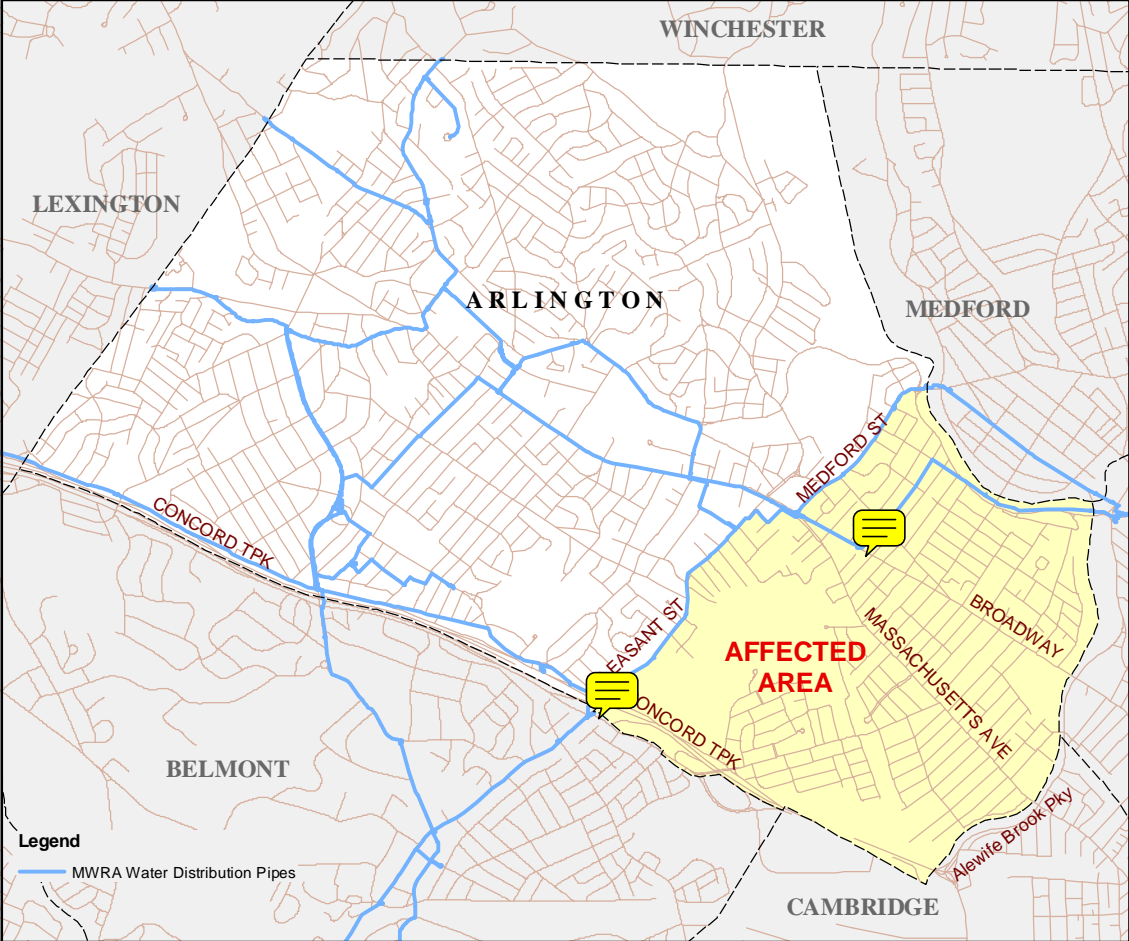 WINCHESTER
LEXINGTON
ARLINGTON
MEDFORD
MEDFORD ST
CONCORD TPK
BROADWAY
MASSACHUSETTS AVE
EASANT ST
AFFECTED
AREA
ONCORD TPK
BELMONT
Alewife Brook Pky
Legend
MWRA Water Distribution Pipes
CAMBRIDGE